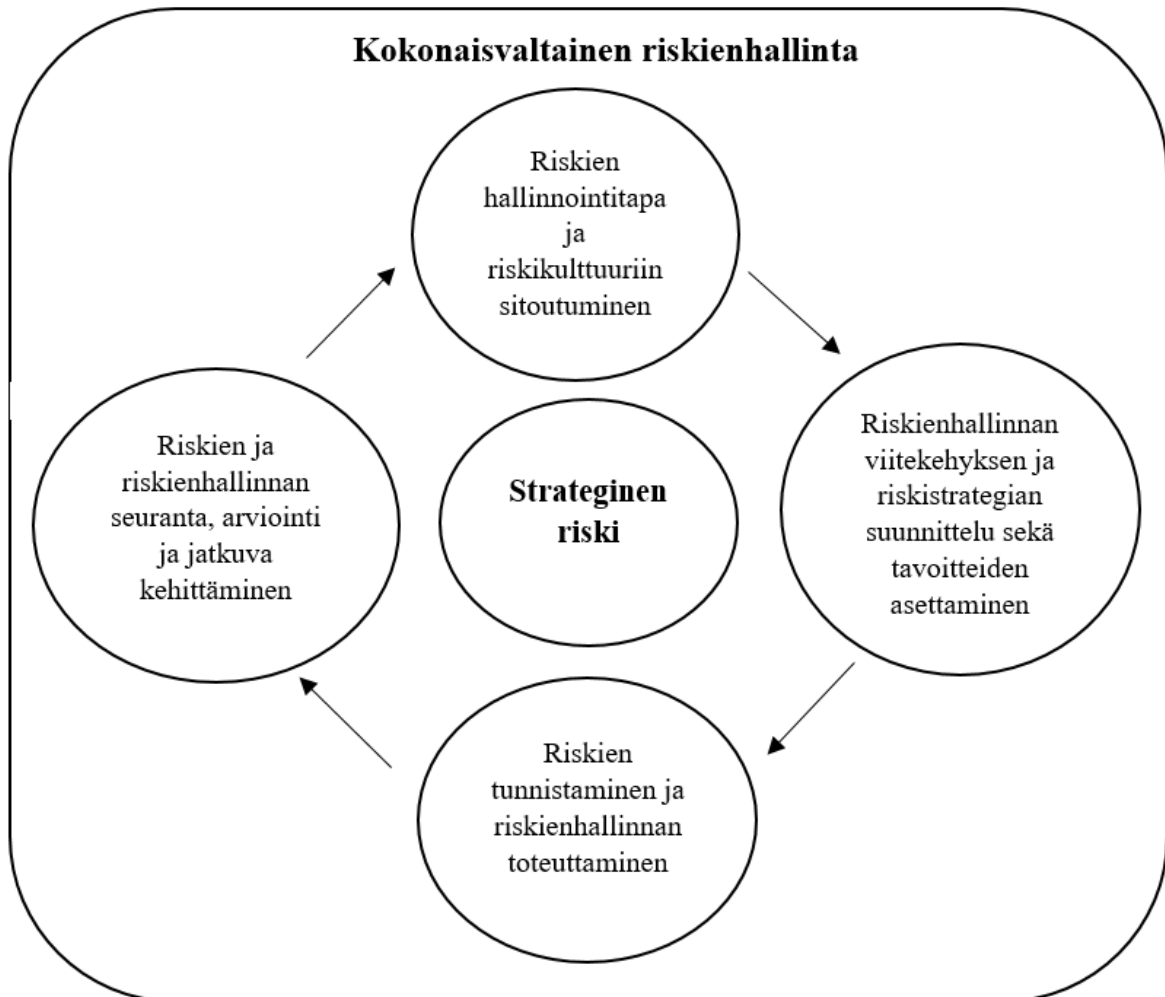 Kokonaisvaltainen riskienhallinta
Riskien
hallinnointitapa
ja
riskikulttuuriin
sitoutuminen
Riskienhallinnan
viitekehyksen ja
riskistrategian
suunnittelu sekä
tavoitteiden
asettaminen
Riskien
tunnistaminen ja
riskienhallinnan
toteuttaminen
Riskien ja
riskienhallinnan
seuranta, arviointi
ja jatkuva
kehittäminen
Strateginen
riski